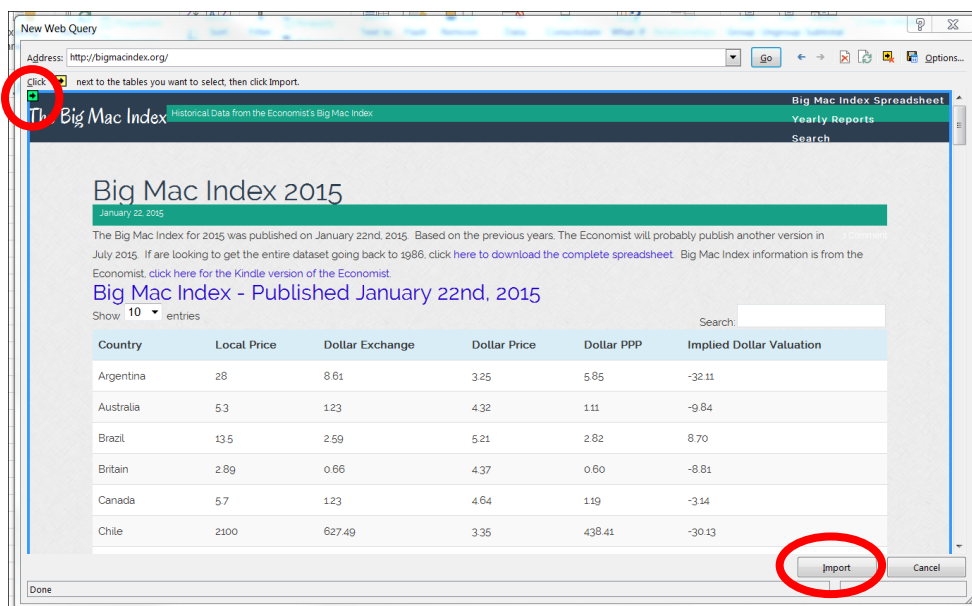 New Web Query
Address: http://bigmacindex.org/ Go Options...
Click next to the tables you want to select, then click Import.
Big Mac Index Spreadsheet
The Big Mac Index Historical Data from the Economist's Big Mac Index
Yearly Reports
Search
Big Mac Index 2015
January 22, 2015
The Big Mac Index for 2015 was published on January 22nd, 2015. Based on the previous years, The Economist will probably publish another version in
July 2015. If are looking to get the entire dataset going back to 1986, click here to download the complete spreadsheet. Big Mac Index information is from the
Economist, click here for the Kindle version of the Economist.
Big Mac Index - Published January 22nd, 2015
Show 10 entries
Search:
Country Local Price Dollar Exchange Dollar Price Dollar PPP Implied Dollar Valuation
Argentina 28 8.61 3.25 5.85 -32.11
Australia 5.3 1.23 4.32 1.11 -9.84
Brazil 13.5 2.59 5.21 2.82 8.70
Britain 2.89 0.66 4.37 0.60 -8.81
Canada 5.7 1.23 4.64 1.19 -3.14
Chile 2100 627.49 3.35 438.41 -30.13
Import Cancel
Done